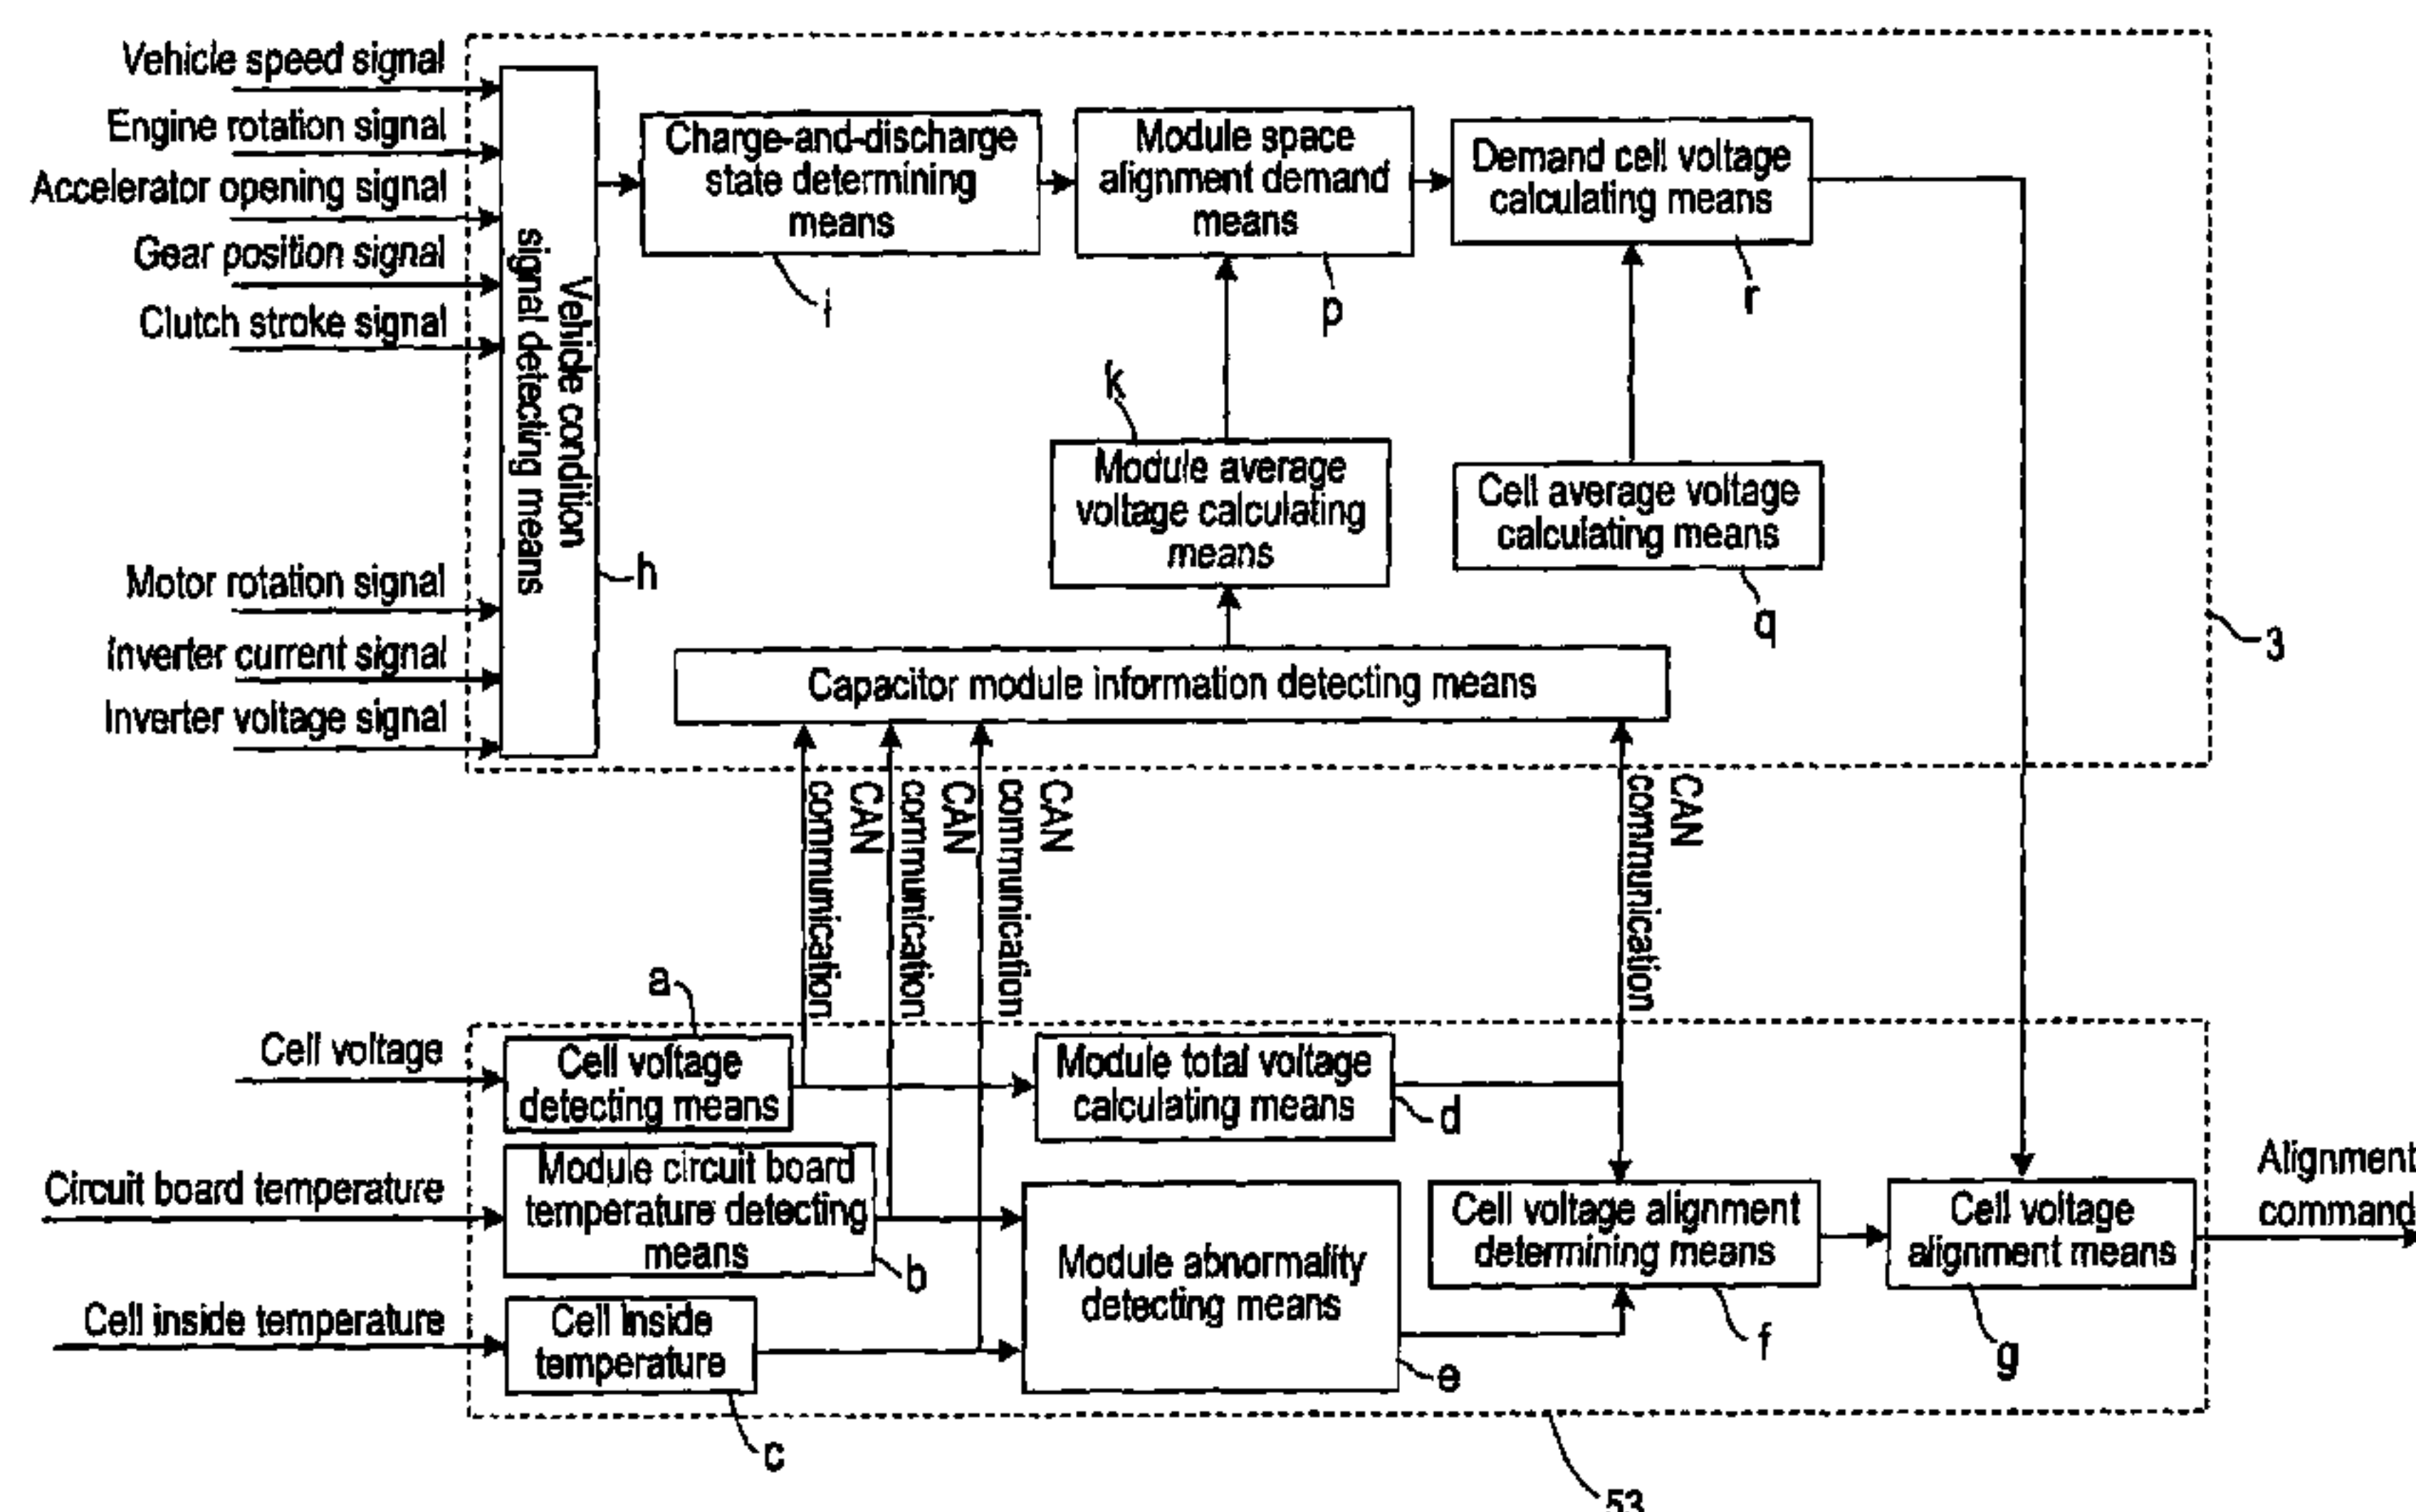 Vehicle speed signal
Engine rotation signal
Accelerator opening signal
Gear position signal
Clutch stroke signal
Motor rotation signal
Inverter current signal
Inverter voltage signal
Vehicle condition
signal detecting means
h
Charge-and-discharge
state determining
means
i
Module space
alignment demand
means
p
Demand cell voltage
calculating means
r
k
Module average
voltage calculating
means
Cell average voltage
calculating means
q
3
Capacitor module information detecting means
CAN
communication
CAN
communication
CAN
communication
CAN
communication
Cell voltage
Circuit board temperature
Cell inside temperature
a
Cell voltage
detecting means
Module circuit board
temperature detecting
means
b
Cell inside
temperature
c
Module total voltage
calculating means
d
Module abnormality
detecting means
e
Cell voltage alignment
determining means
f
Cell voltage
alignment means
g
Alignment
command
53